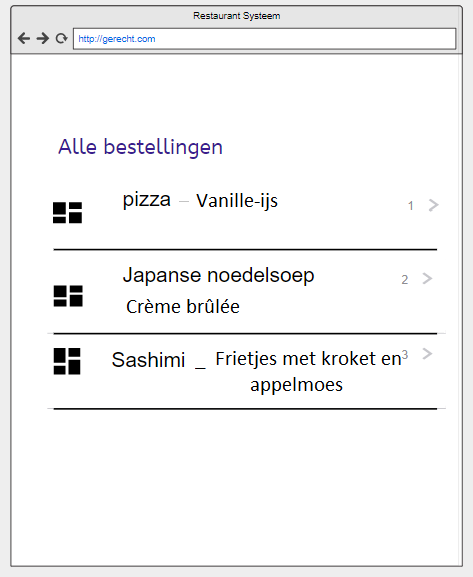 Restaurant Systeem
http://gerecht.com
Alle bestellingen
pizza – Vanille-ijs 1
Japanse noedelsoep 2
Crème brûlée
Sashimi _ Frietjes met kroket en 3
appelmoes